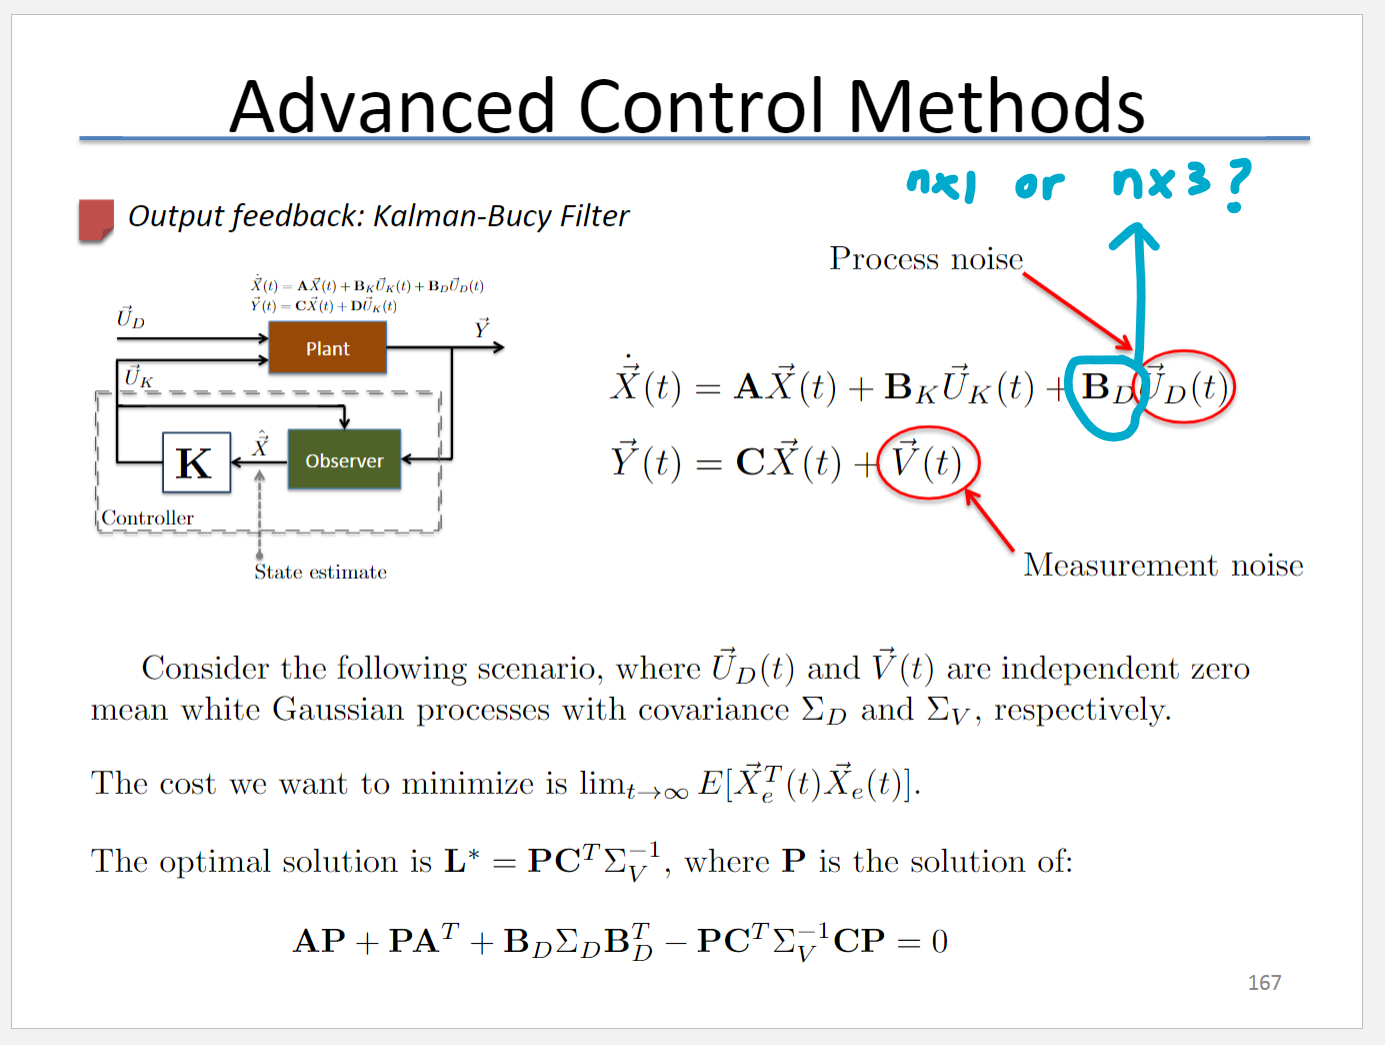 Advanced Control Methods
nx1 or nx3?
Output feedback: Kalman-Bucy Filter
Process noise
$\dot{\vec{X}}(t) = \mathbf{A}\vec{X}(t) + \mathbf{B}_K\vec{U}_K(t) + \mathbf{B}_D\vec{U}_D(t)$
$\vec{Y}(t) = \mathbf{C}\vec{X}(t) + \mathbf{D}\vec{U}_K(t)$
$\vec{U}_D$
Plant
$\vec{Y}$
$\vec{U}_K$
K
$\hat{\vec{X}}$
Observer
Controller
State estimate
$\dot{\vec{X}}(t) = \mathbf{A}\vec{X}(t) + \mathbf{B}_K\vec{U}_K(t) + \mathbf{B}_D\vec{U}_D(t)$
$\vec{Y}(t) = \mathbf{C}\vec{X}(t) + \vec{V}(t)$
Measurement noise
Consider the following scenario, where $\vec{U}_D(t)$ and $\vec{V}(t)$ are independent zero
mean white Gaussian processes with covariance $\Sigma_D$ and $\Sigma_V$, respectively.
The cost we want to minimize is $\lim_{t\to\infty} E[\vec{X}_e^T(t)\vec{X}_e(t)]$.
The optimal solution is $\mathbf{L}^* = \mathbf{P}\mathbf{C}^T\Sigma_V^{-1}$, where $\mathbf{P}$ is the solution of:
$\mathbf{A}\mathbf{P} + \mathbf{P}\mathbf{A}^T + \mathbf{B}_D\Sigma_D\mathbf{B}_D^T - \mathbf{P}\mathbf{C}^T\Sigma_V^{-1}\mathbf{C}\mathbf{P} = 0$
167